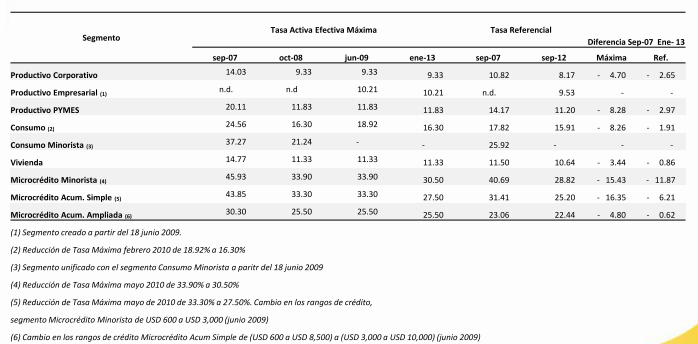 Segmento Tasa Activa Efectiva Máxima Tasa Referencial
Diferencia Sep-07 Ene- 13
sep-07 oct-08 jun-09 ene-13 sep-07 sep-12 Máxima Ref.
Productivo Corporativo 14.03 9.33 9.33 9.33 10.82 8.17 - 4.70 - 2.65
Productivo Empresarial (1) n.d. n.d 10.21 10.21 n.d. 9.53 - -
Productivo PYMES 20.11 11.83 11.83 11.83 14.17 11.20 - 8.28 - 2.97
Consumo (2) 24.56 16.30 18.92 16.30 17.82 15.91 - 8.26 - 1.91
Consumo Minorista (3) 37.27 21.24 - - 25.92 - - -
Vivienda 14.77 11.33 11.33 11.33 11.50 10.64 - 3.44 - 0.86
Microcrédito Minorista (4) 45.93 33.90 33.90 30.50 40.69 28.82 - 15.43 - 11.87
Microcrédito Acum. Simple (5) 43.85 33.30 33.30 27.50 31.41 25.20 - 16.35 - 6.21
Microcrédito Acum. Ampliada (6) 30.30 25.50 25.50 25.50 23.06 22.44 - 4.80 - 0.62
(1) Segmento creado a partir del 18 junio 2009.
(2) Reducción de Tasa Máxima febrero 2010 de 18.92% a 16.30%
(3) Segmento unificado con el segmento Consumo Minorista a paritr del 18 junio 2009
(4) Reducción de Tasa Máxima mayo 2010 de 33.90% a 30.50%
(5) Reducción de Tasa Máxima mayo de 2010 de 33.30% a 27.50%. Cambio en los rangos de crédito,
segmento Microcrédito Minorista de USD 600 a USD 3,000 (junio 2009)
(6) Cambio en los rangos de crédito Microcrédito Acum Simple de (USD 600 a USD 8,500) a (USD 3,000 a USD 10,000) (junio 2009)